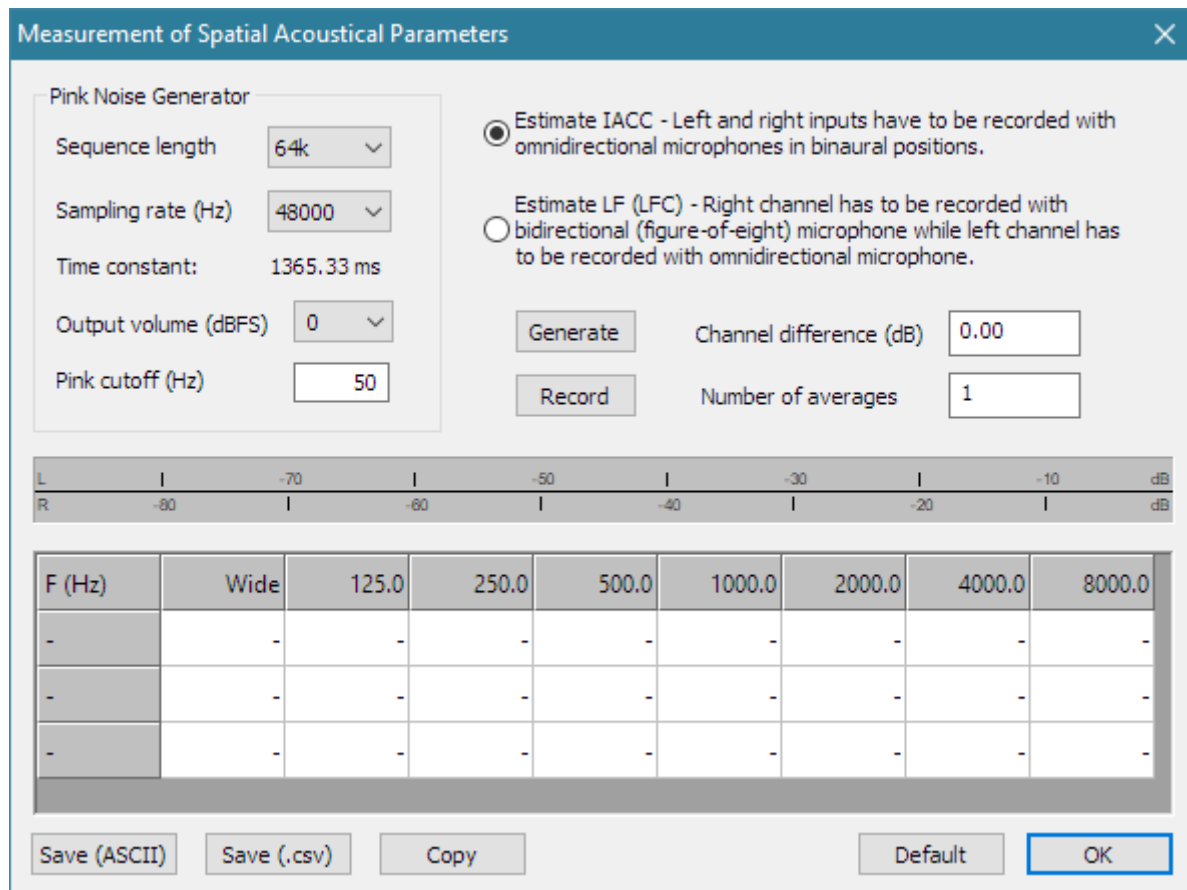 Measurement of Spatial Acoustical Parameters
Pink Noise Generator
Sequence length 64k
Sampling rate (Hz) 48000
Time constant: 1365.33 ms
Output volume (dBFS) 0
Pink cutoff (Hz) 50
Estimate IACC - Left and right inputs have to be recorded with
omnidirectional microphones in binaural positions.
Estimate LF (LFC) - Right channel has to be recorded with
bidirectional (figure-of-eight) microphone while left channel has
to be recorded with omnidirectional microphone.
Generate Channel difference (dB) 0.00
Record Number of averages 1
L -70 -50 -30 -10 dB
R -80 -60 -40 -20 dB
F (Hz) Wide 125.0 250.0 500.0 1000.0 2000.0 4000.0 8000.0
- - - - - - - - -
- - - - - - - - -
- - - - - - - - -
Save (ASCII) Save (.csv) Copy Default OK